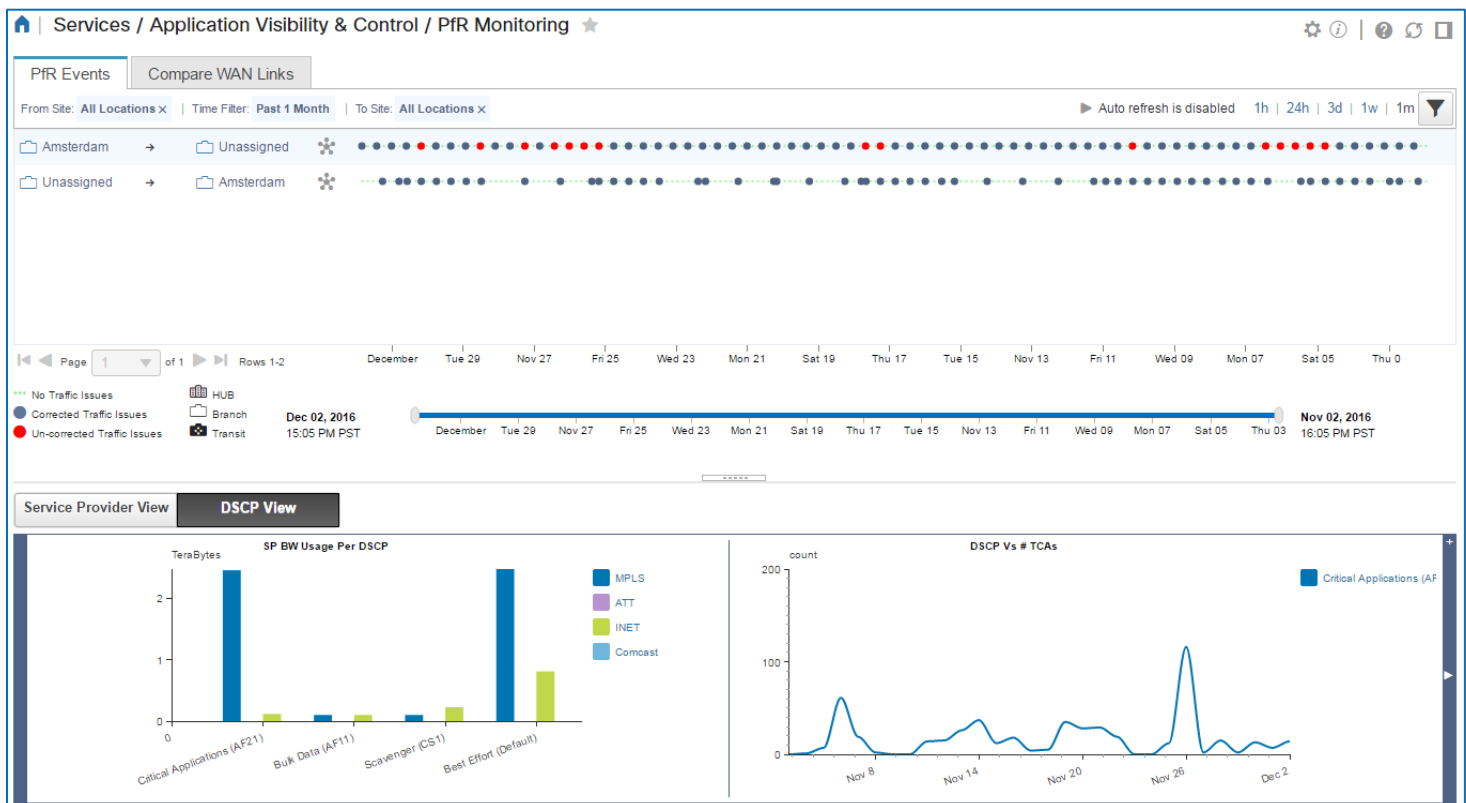 Services / Application Visibility & Control / PfR Monitoring
PfR Events Compare WAN Links
From Site: All Locations × | Time Filter: Past 1 Month | To Site: All Locations × Auto refresh is disabled 1h | 24h | 3d | 1w | 1m
Amsterdam → Unassigned
Unassigned → Amsterdam
Page 1 of 1 Rows 1-2
December Tue 29 Nov 27 Fri 25 Wed 23 Mon 21 Sat 19 Thu 17 Tue 15 Nov 13 Fri 11 Wed 09 Mon 07 Sat 05 Thu 0
No Traffic Issues HUB
Corrected Traffic Issues Branch
Un-corrected Traffic Issues Transit
Dec 02, 2016
15:05 PM PST
December Tue 29 Nov 27 Fri 25 Wed 23 Mon 21 Sat 19 Thu 17 Tue 15 Nov 13 Fri 11 Wed 09 Mon 07 Sat 05 Thu 03
Nov 02, 2016
16:05 PM PST
Service Provider View DSCP View
SP BW Usage Per DSCP
TeraBytes
2
1
0
0 Critical Applications (AF21) Bulk Data (AF11) Scavenger (CS1) Best Effort (Default)
MPLS
ATT
INET
Comcast
DSCP Vs # TCAs
count
200
100
0
Nov 8 Nov 14 Nov 20 Nov 26 Dec 2
Critical Applications (AF